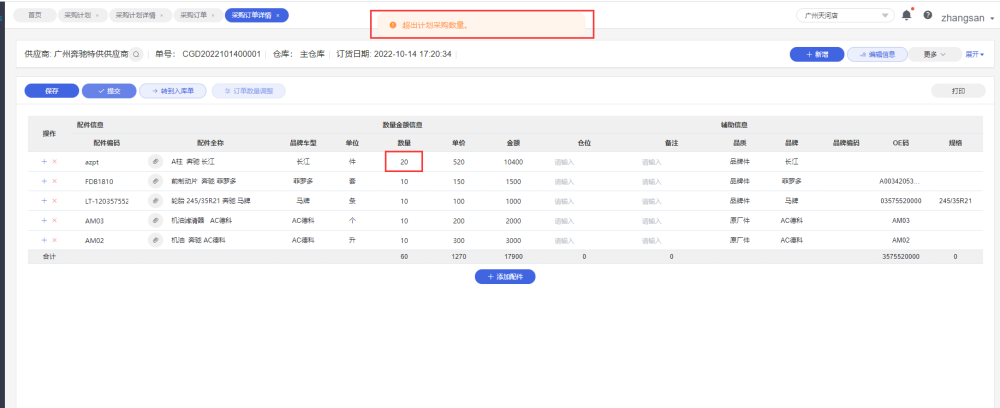 首页 采购计划 × 采购计划详情 × 采购订单 × 采购订单详情 ×
超出计划采购数量。
广州天河店 zhangsan
供应商: 广州奔驰特供供应商 单号: CGD2022101400001 仓库: 主仓库 订货日期: 2022-10-14 17:20:34
+ 新增 编辑信息 更多 展开
保存 提交 转到入库单 订单数量调整 打印
操作 配件信息 数量金额信息 辅助信息
配件编码 配件全称 品牌车型 单位 数量 单价 金额 仓位 备注 品质 品牌 品牌编码 OE码 规格
+ × azpt A柱 奔驰 长江 长江 件 20 520 10400 请输入 请输入 品牌件 长江
+ × FDB1810 前制动片 奔驰 菲罗多 菲罗多 套 10 150 1500 请输入 请输入 品牌件 菲罗多 A00342053...
+ × LT-120357552 轮胎 245/35R21 奔驰 马牌 马牌 条 10 100 1000 请输入 请输入 品牌件 马牌 03575520000 245/35R21
+ × AM03 机油滤清器 AC德科 AC德科 个 10 200 2000 请输入 请输入 原厂件 AC德科 AM03
+ × AM02 机油 奔驰 AC德科 AC德科 升 10 300 3000 请输入 请输入 原厂件 AC德科 AM02
合计 60 1270 17900 0 0 3575520000 0
+ 添加配件